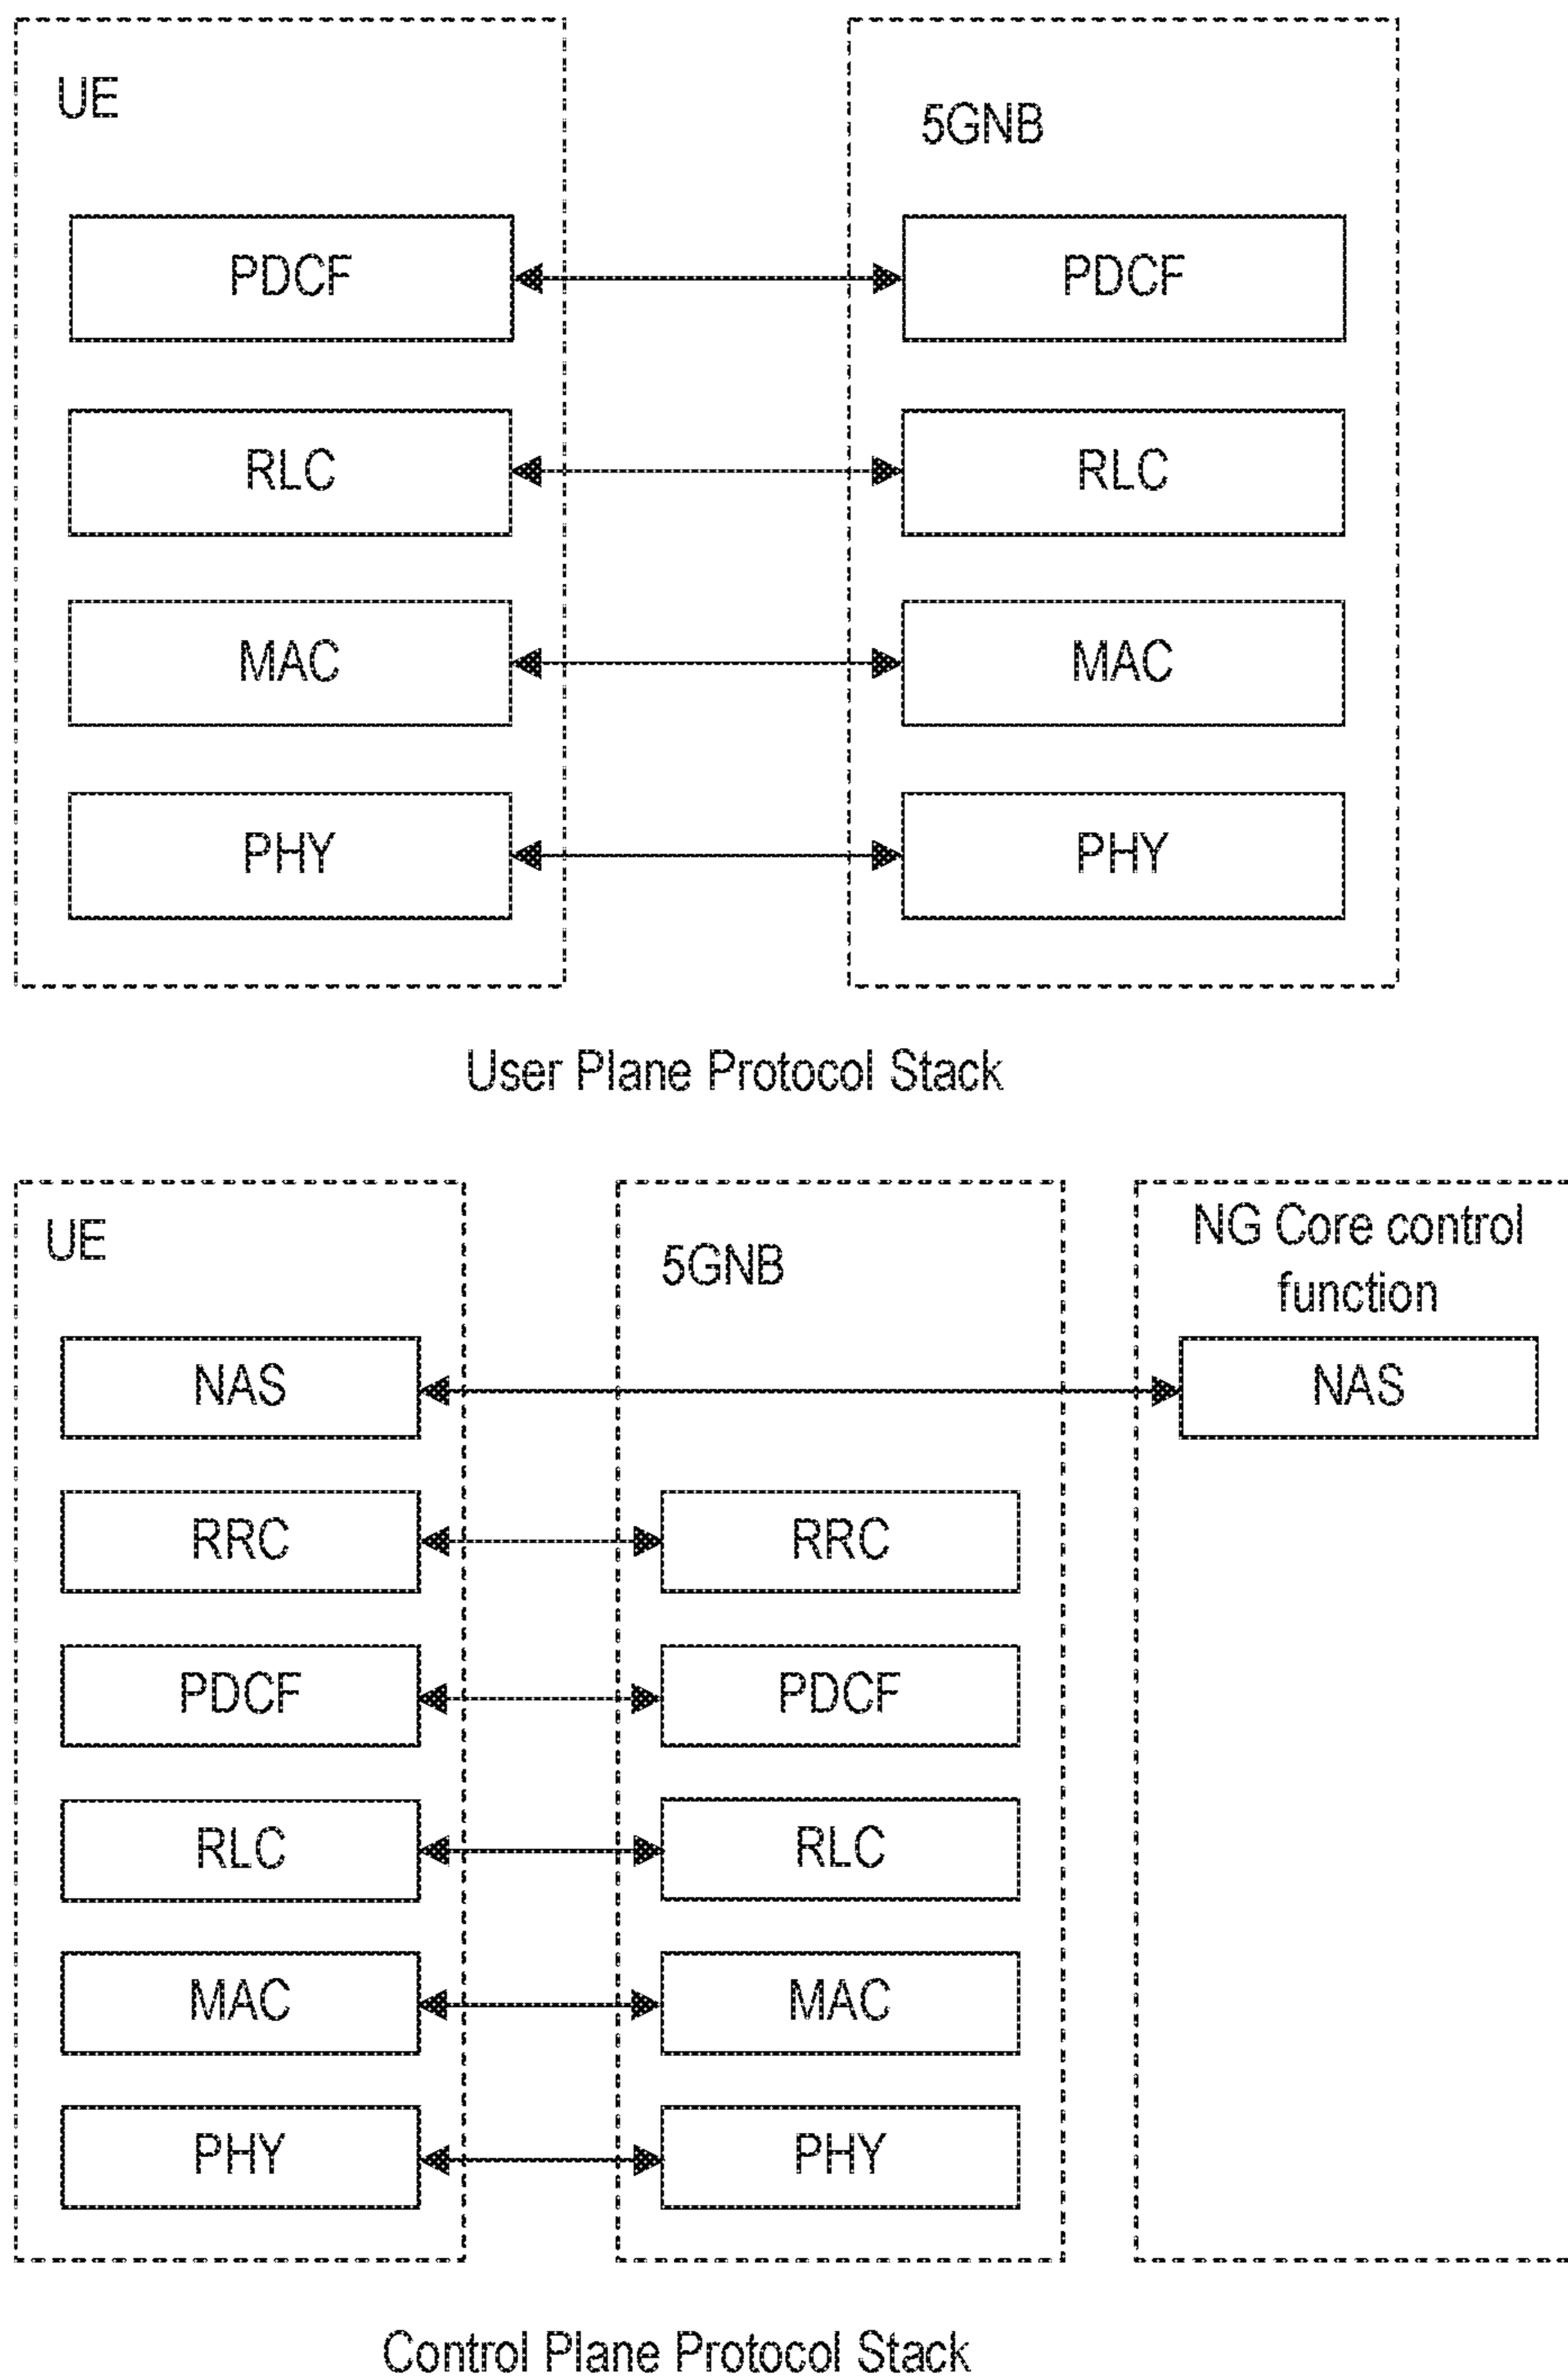 UE
5GNB
PDCF
PDCF
RLC
RLC
MAC
MAC
PHY
PHY
User Plane Protocol Stack
UE
5GNB
NG Core control
function
NAS
NAS
RRC
RRC
PDCF
PDCF
RLC
RLC
MAC
MAC
PHY
PHY
Control Plane Protocol Stack